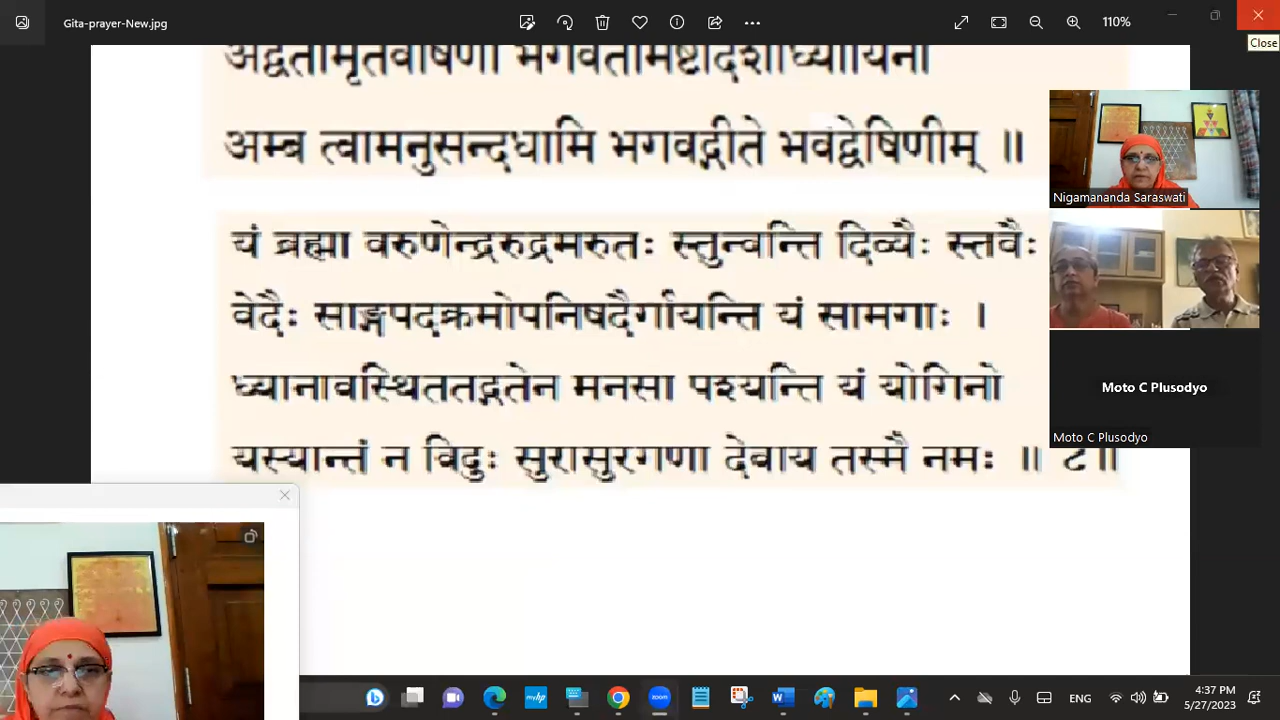 Gita-prayer-New.jpg
110%
Close
अद्वैतामृतवर्षिणीं भगवतीमष्टादशाध्यायिनीं
अम्ब त्वामनुसन्दधामि भगवद्गीते भवद्वेषिणीम् ॥
यं ब्रह्मा वरुणेन्द्ररुद्रमरुतः स्तुन्वन्ति दिव्यैः स्तवैः
वेदैः साङ्गपदक्रमोपनिषदैर्गायन्ति यं सामगाः ।
ध्यानावस्थिततद्गतेन मनसा पश्यन्ति यं योगिनो
यस्यान्तं न विदुः सुरासुरगणा देवाय तस्मै नमः ॥ ८॥
Nigamananda Saraswati
Moto C Plusodyo
Moto C Plusodyo
myhp
zoom
W
ENG
4:37 PM
5/27/2023